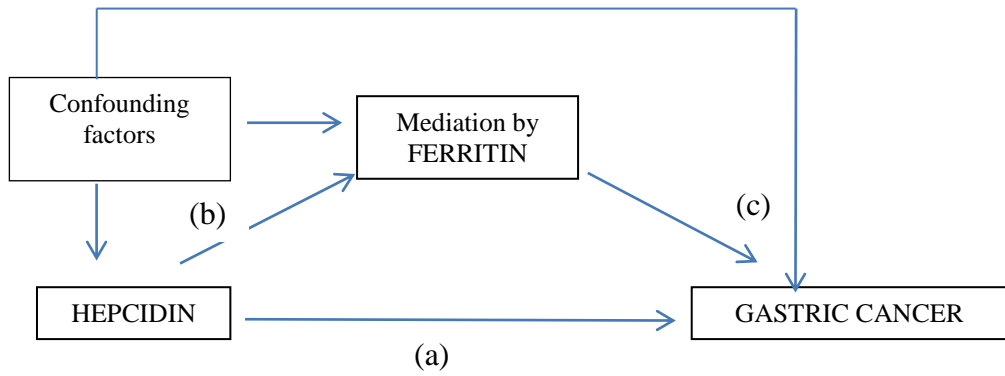 Confounding
factors
Mediation by
FERRITIN
(b)
(c)
HEPCIDIN
GASTRIC CANCER
(a)